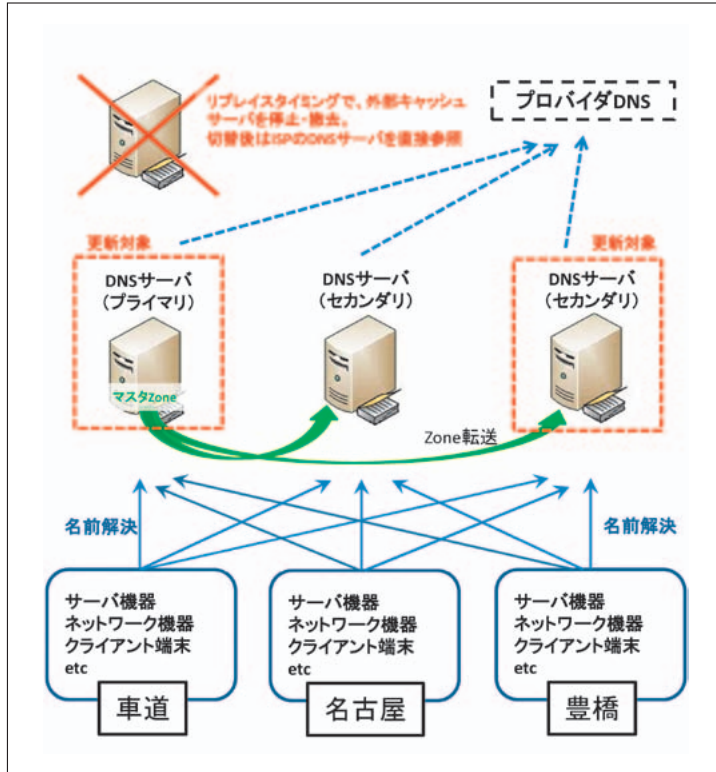 リプレイスタイミングで、外部キャッシュ
サーバを停止・撤去。
切替後はISPのDNSサーバを直接参照
プロバイダDNS
更新対象
DNSサーバ
（プライマリ）
マスタZone
DNSサーバ
（セカンダリ）
更新対象
DNSサーバ
（セカンダリ）
Zone転送
名前解決
名前解決
サーバ機器
ネットワーク機器
クライアント端末
etc
車道
サーバ機器
ネットワーク機器
クライアント端末
etc
名古屋
サーバ機器
ネットワーク機器
クライアント端末
etc
豊橋